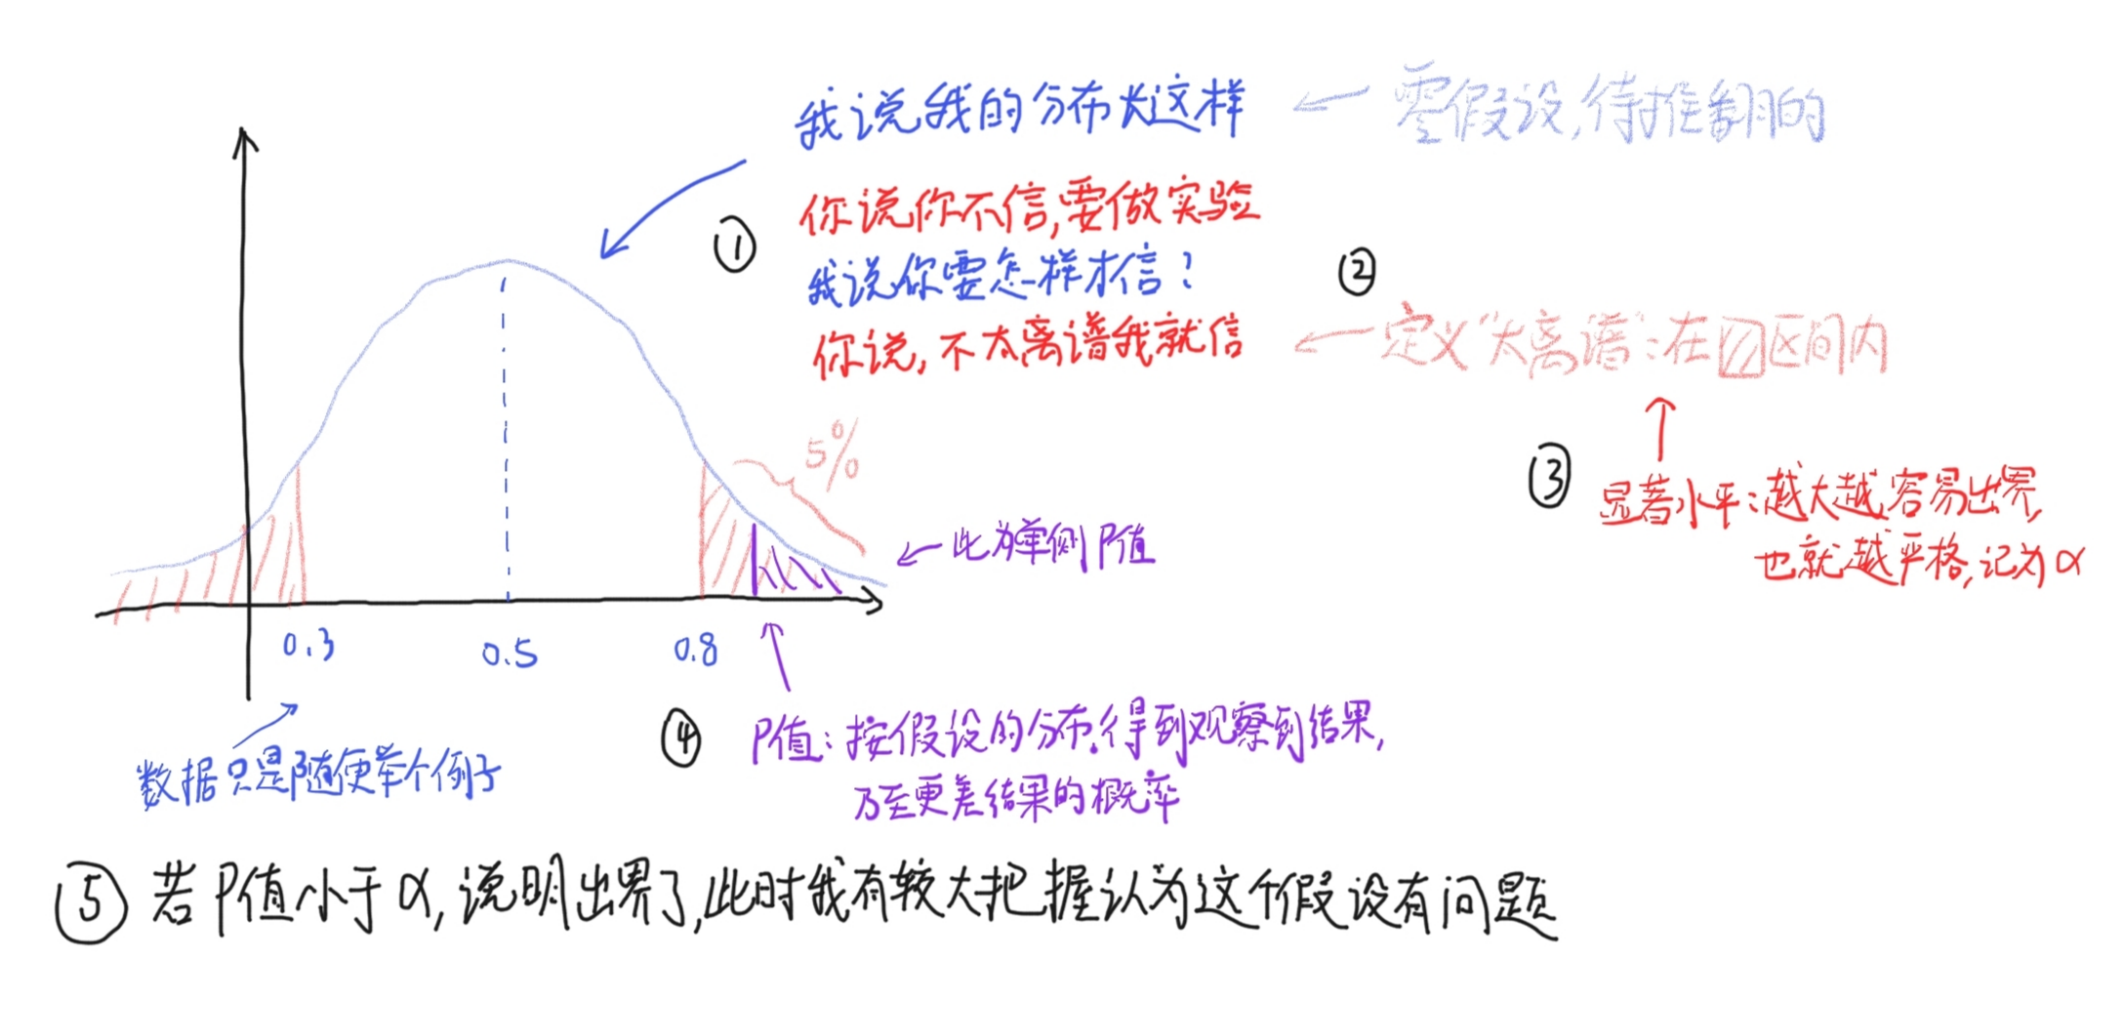 我说我的分布长这样 ← 零假设,待推翻的
① 你说你不信,要做实验
我说你要怎样才信？
你说,不太离谱我就信
② ← 定义“太离谱”:在▨区间内
5%
③ 显著水平:越大越容易出界,
也就越严格,记为α
← 此为单侧P值
0.3 0.5 0.8
数据只是随便举个例子
④ P值:按假设的分布,得到观察到结果,
乃至更差结果的概率
⑤ 若P值小于α,说明出界了,此时我有较大把握认为这个假设有问题